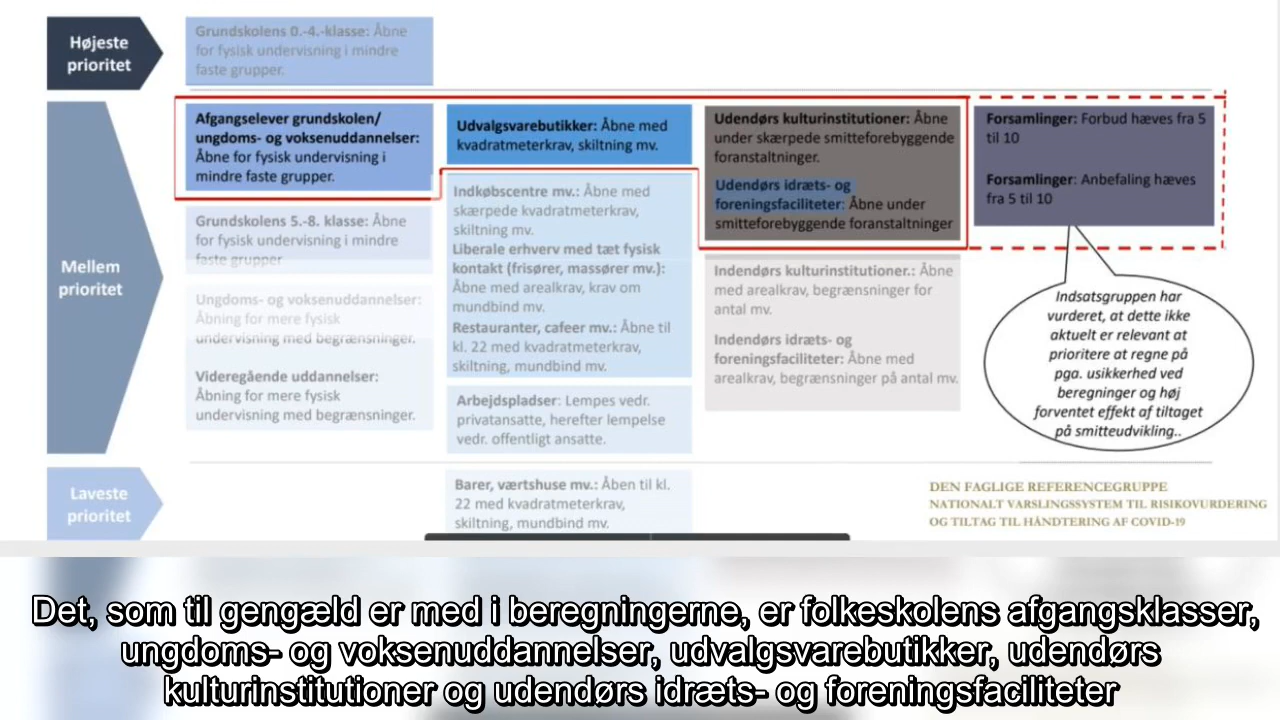 Højeste
prioritet
Grundskolens 0.-4.-klasse: Åbne
for fysisk undervisning i mindre
faste grupper.
Mellem
prioritet
Afgangselever grundskolen/
ungdoms- og voksenuddannelser:
Åbne for fysisk undervisning i
mindre faste grupper.
Grundskolens 5.-8. klasse: Åbne
for fysisk undervisning i mindre
faste grupper
Ungdoms- og voksenuddannelser:
Åbning for mere fysisk
undervisning med begrænsninger.
Videregående uddannelser:
Åbning for mere fysisk
undervisning med begrænsninger.
Udvalgsvarebutikker: Åbne med
kvadratmeterkrav, skiltning mv.
Indkøbscentre mv.: Åbne med
skærpede kvadratmeterkrav,
skiltning mv.
Liberale erhverv med tæt fysisk
kontakt (frisører, massører mv.):
Åbne med arealkrav, krav om
mundbind mv.
Restauranter, cafeer mv.: Åbne til
kl. 22 med kvadratmeterkrav,
skiltning, mundbind mv.
Arbejdspladser: Lempes vedr.
privatansatte, herefter lempelse
vedr. offentligt ansatte.
Udendørs kulturinstitutioner: Åbne
under skærpede smitteforebyggende
foranstaltninger.
Udendørs idræts- og
foreningsfaciliteter: Åbne under
smitteforebyggende foranstaltninger
Indendørs kulturinstitutioner.: Åbne
med arealkrav, begrænsninger for
antal mv.
Indendørs idræts- og
foreningsfaciliteter: Åbne med
arealkrav, begrænsninger på antal mv.
Forsamlinger: Forbud hæves fra 5
til 10
Forsamlinger: Anbefaling hæves
fra 5 til 10
Indsatsgruppen har
vurderet, at dette ikke
aktuelt er relevant at
prioritere at regne på
pga. usikkerhed ved
beregninger og høj
forventet effekt af tiltaget
på smitteudvikling..
Laveste
prioritet
Barer, værtshuse mv.: Åben til kl.
22 med kvadratmeterkrav,
skiltning, mundbind mv.
DEN FAGLIGE REFERENCEGRUPPE
NATIONALT VARSLINGSSYSTEM TIL RISIKOVURDERING
OG TILTAG TIL HÅNDTERING AF COVID-19
Det, som til gengæld er med i beregningerne, er folkeskolens afgangsklasser,
ungdoms- og voksenuddannelser, udvalgsvarebutikker, udendørs
kulturinstitutioner og udendørs idræts- og foreningsfaciliteter